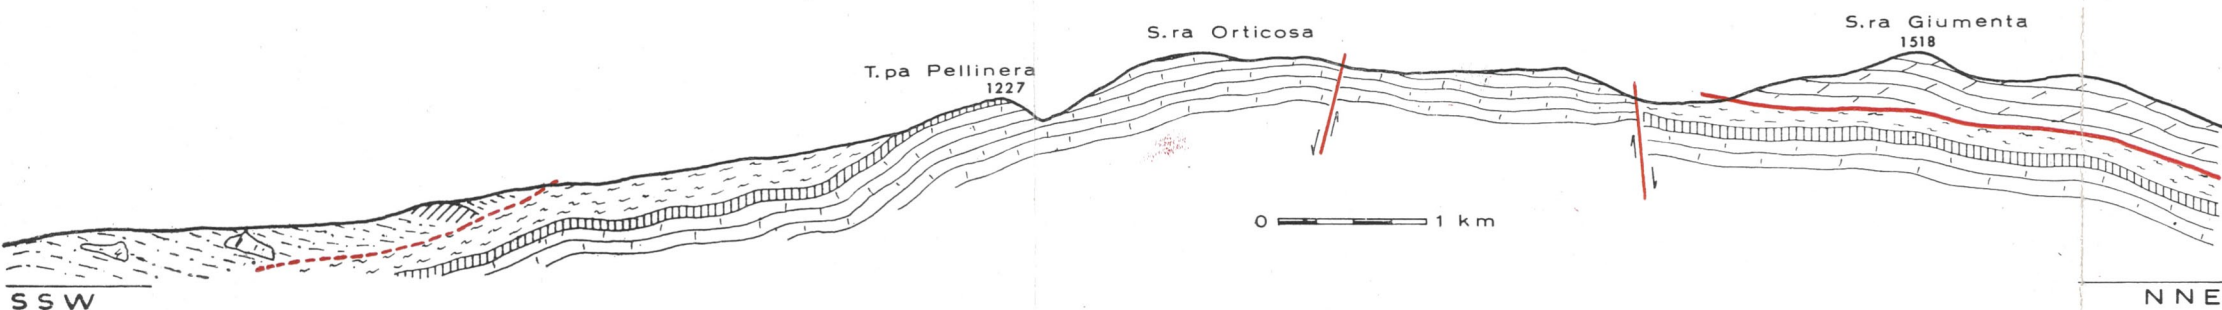 S.ra Giumenta
1518
S.ra Orticosa
T.pa Pellinera
1227
0 1 km
SSW
NNE